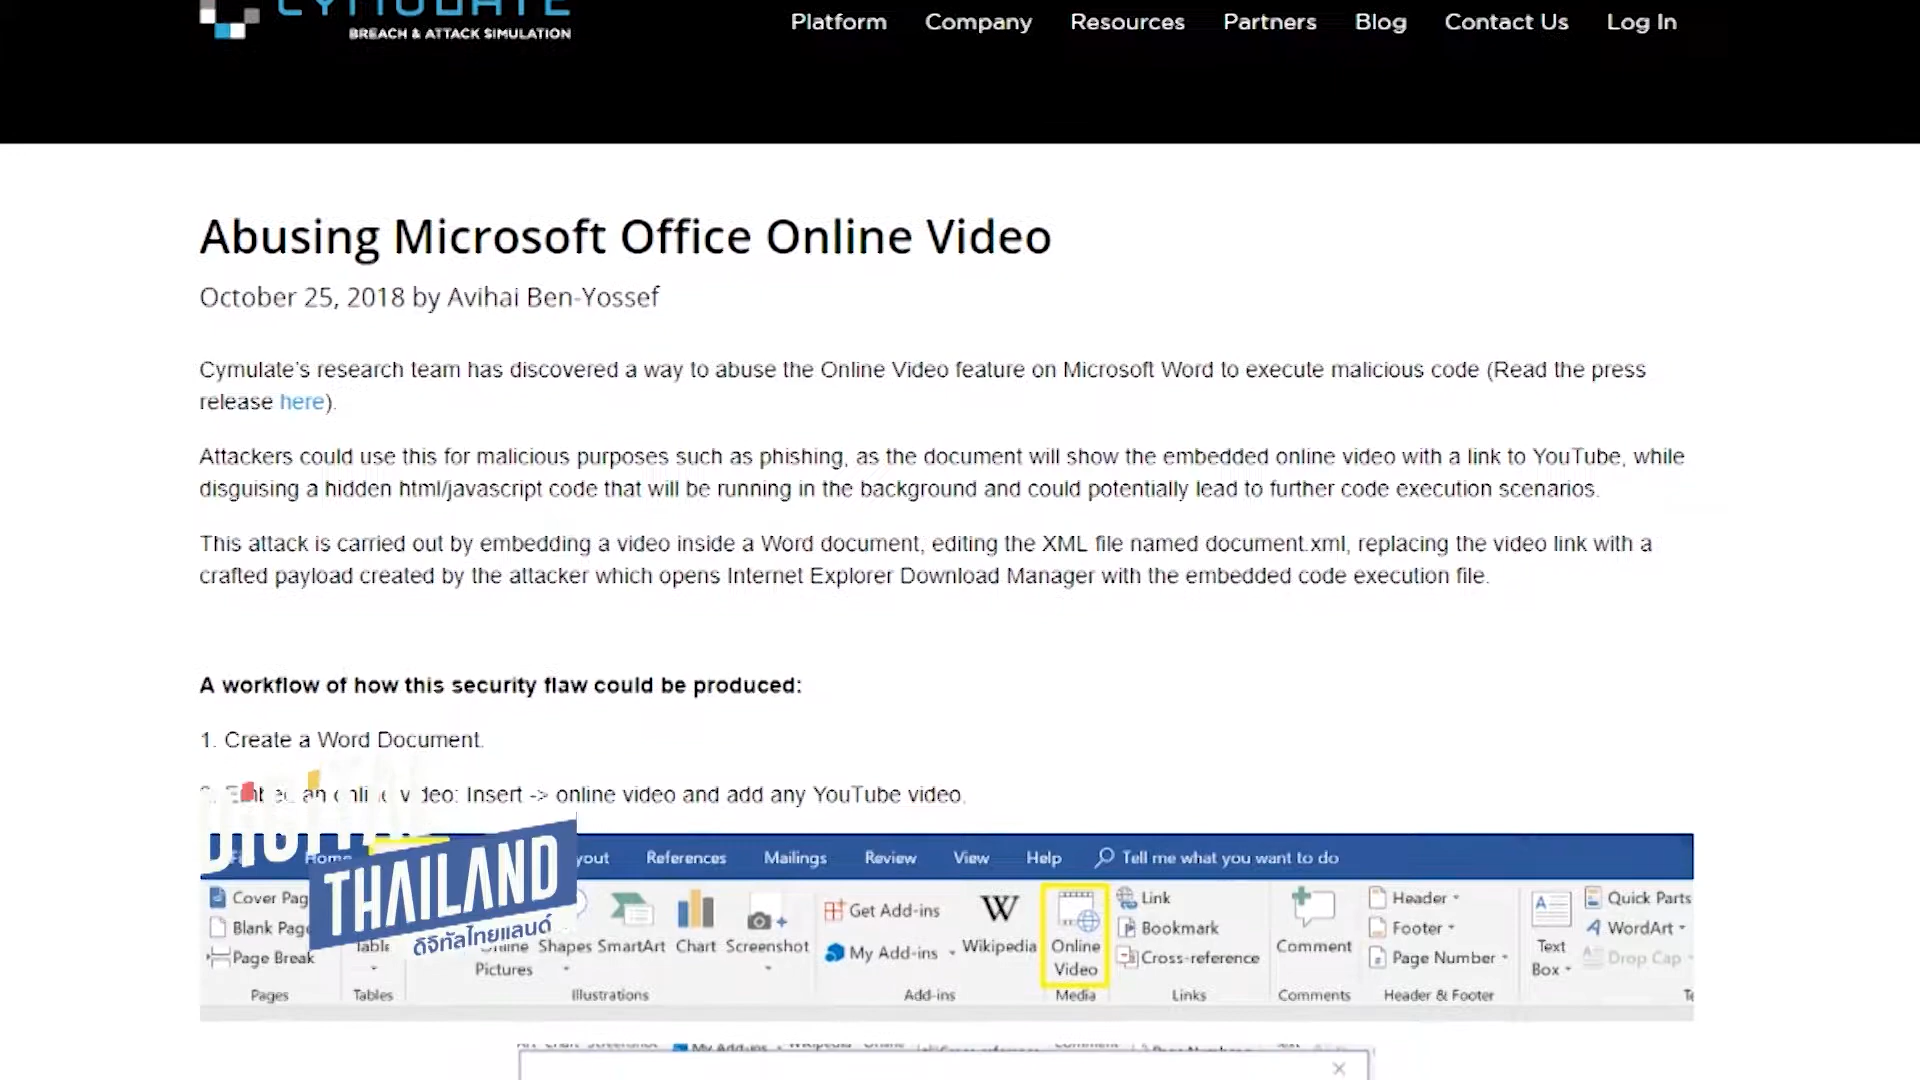 CYMULATE
BREACH & ATTACK SIMULATION
Platform Company Resources Partners Blog Contact Us Log In
Abusing Microsoft Office Online Video
October 25, 2018 by Avihai Ben-Yossef
Cymulate's research team has discovered a way to abuse the Online Video feature on Microsoft Word to execute malicious code (Read the press
release here).
Attackers could use this for malicious purposes such as phishing, as the document will show the embedded online video with a link to YouTube, while
disguising a hidden html/javascript code that will be running in the background and could potentially lead to further code execution scenarios.
This attack is carried out by embedding a video inside a Word document, editing the XML file named document.xml, replacing the video link with a
crafted payload created by the attacker which opens Internet Explorer Download Manager with the embedded code execution file.
A workflow of how this security flaw could be produced:
1. Create a Word Document.
an online video: Insert -> online video and add any YouTube video.
DIGITAL
THAILAND
ดิจิทัลไทยแลนด์
Home References Mailings Review View Help Tell me what you want to do
Cover Pag
Blank Page
Page Break
Pages
Table
Tables
Online
Pictures
Shapes
SmartArt
Chart
Screenshot
Illustrations
Get Add-ins
My Add-ins
Wikipedia
Add-ins
Online
Video
Media
Link
Bookmark
Cross-reference
Links
Comment
Comments
Header
Footer
Page Number
Header & Footer
Text
Box
Quick Parts
WordArt
Drop Cap